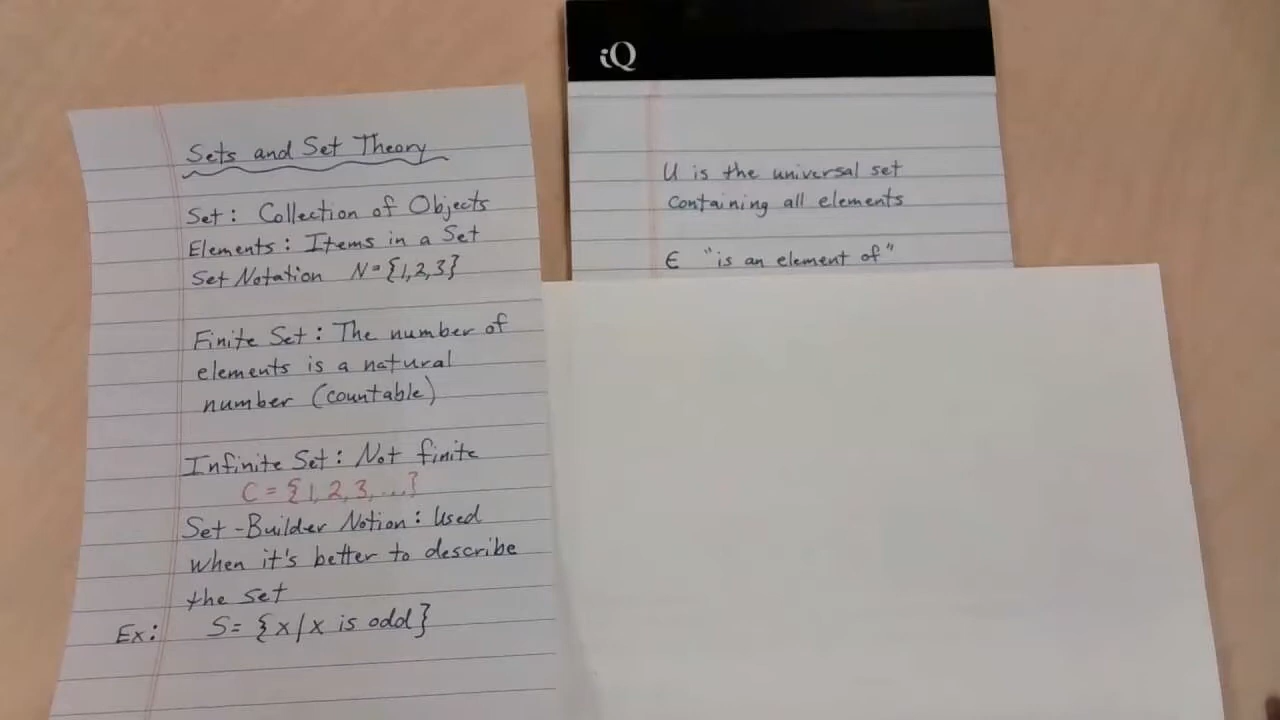 Sets and Set Theory
Set: Collection of Objects
Elements: Items in a Set
Set Notation N={1,2,3}
Finite Set: The number of
elements is a natural
number (countable)
Infinite Set: Not finite
C = {1, 2, 3, ...}
Set-Builder Notion: Used
when it's better to describe
the set
Ex: S= {x/x is odd}
iQ
U is the universal set
containing all elements
∈ "is an element of"